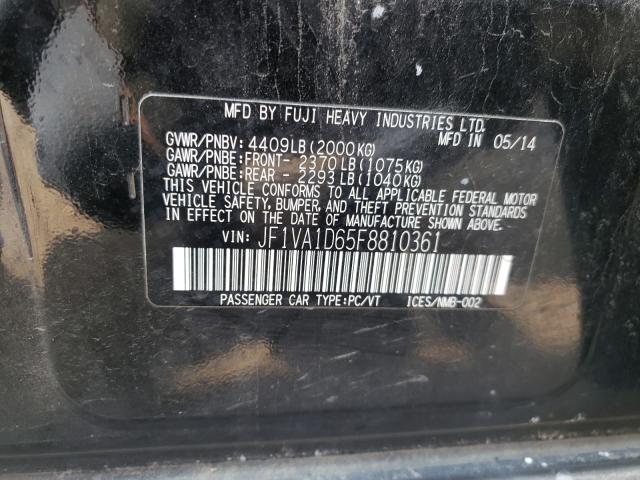 MFD BY FUJI HEAVY INDUSTRIES LTD.
MFD IN 05/14
GVWR/PNBV: 4409LB (2000KG)
GAWR/PNBE:FRONT- 2370LB (1075KG)
GAWR/PNBE:REAR - 2293LB (1040KG)
THIS VEHICLE CONFORMS TO ALL APPLICABLE FEDERAL MOTOR
VEHICLE SAFETY, BUMPER, AND THEFT PREVENTION STANDARDS
IN EFFECT ON THE DATE OF MANUFACTURE SHOWN ABOVE.
VIN: JF1VA1D65F8810361
PASSENGER CAR TYPE:PC/VT ICES/NMB-002